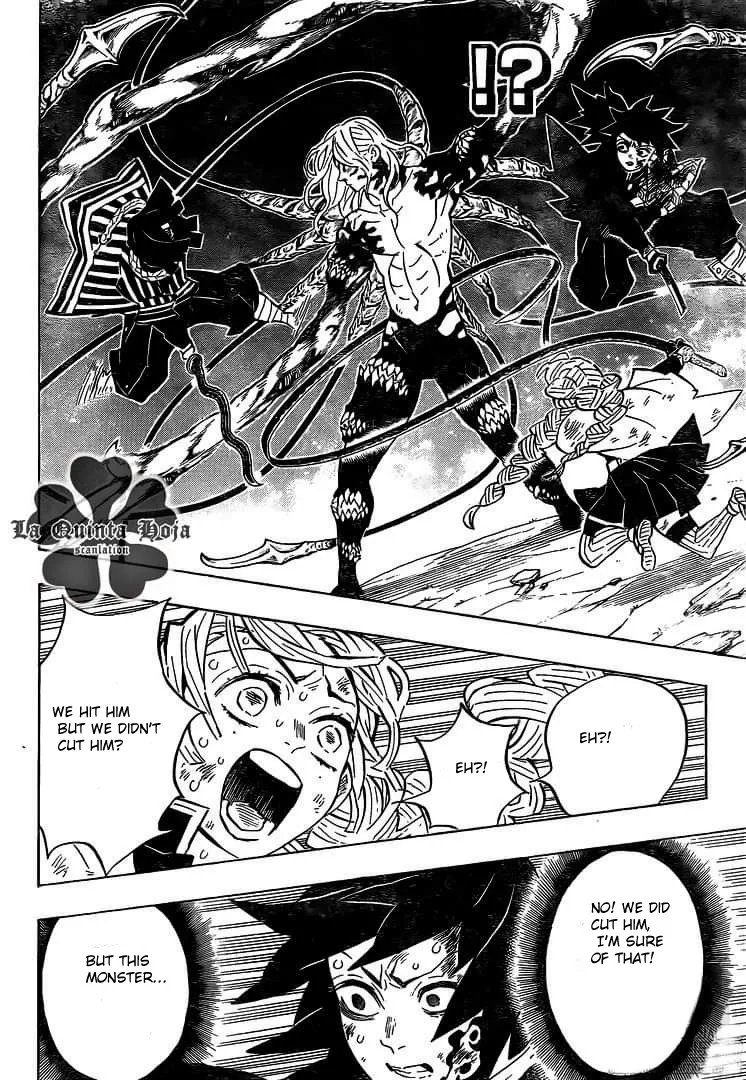 !?
La Quinta Hoja
scanlation
EH?!
EH?!
WE HIT HIM
BUT WE DIDN'T
CUT HIM?
NO! WE DID
CUT HIM,
I'M SURE
OF THAT!
BUT THIS
MONSTER...